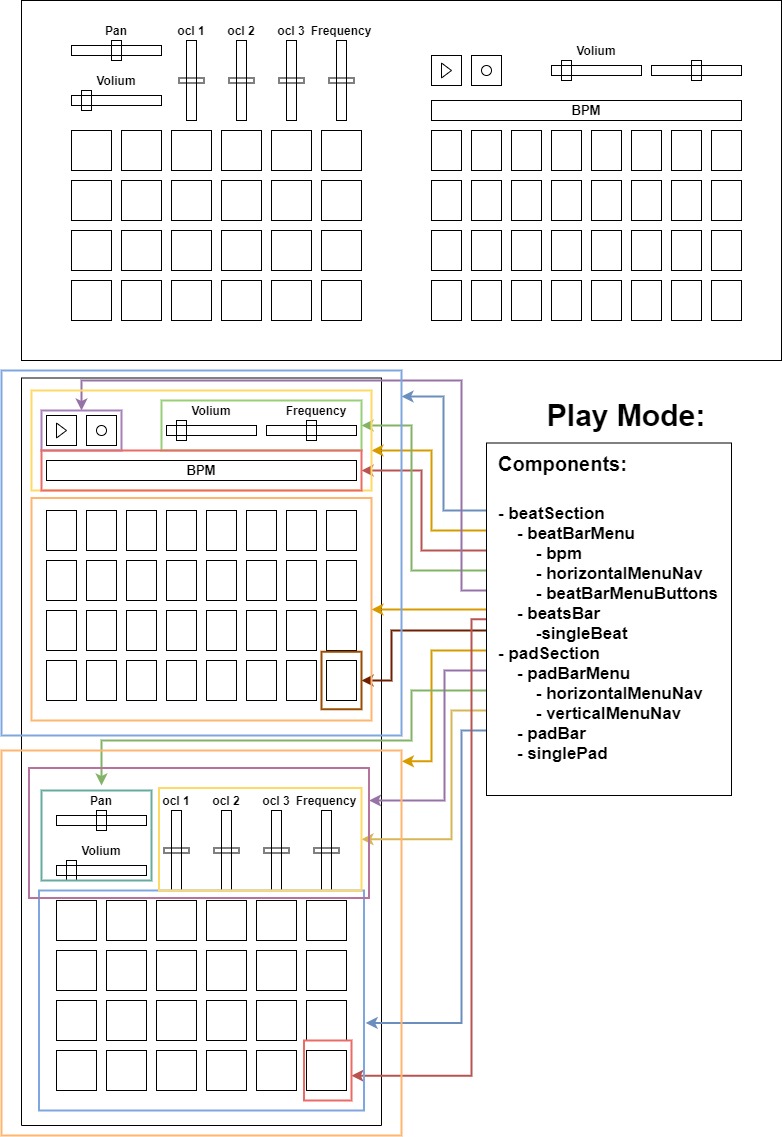 Pan
ocl 1
ocl 2
ocl 3
Frequency
Volium
Volium
BPM
Volium
Frequency
BPM
Play Mode:
Components:
- beatSection
- beatBarMenu
- bpm
- horizontalMenuNav
- beatBarMenuButtons
- beatsBar
-singleBeat
- padSection
- padBarMenu
- horizontalMenuNav
- verticalMenuNav
- padBar
- singlePad
Pan
ocl 1
ocl 2
ocl 3
Frequency
Volium